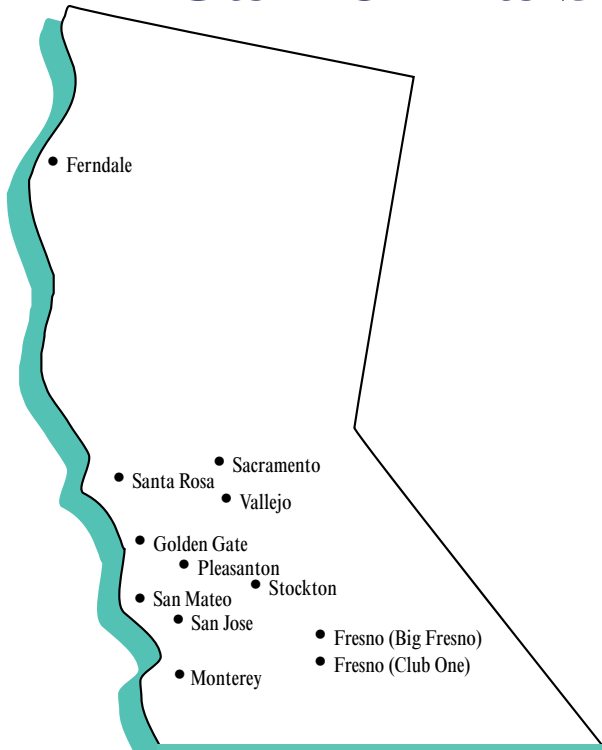 Ferndale
Sacramento
Santa Rosa
Vallejo
Golden Gate
Pleasanton
Stockton
San Mateo
San Jose
Fresno (Big Fresno)
Fresno (Club One)
Monterey